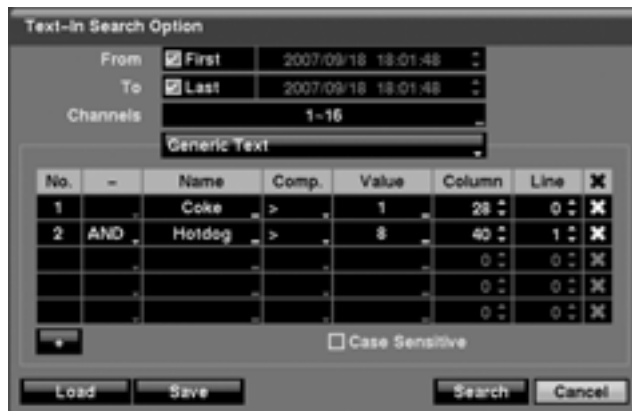 Text-In Search Option
From First 2007/09/18 18:01:48
To Last 2007/09/18 18:01:48
Channels 1~16
Generic Text
No. - Name Comp. Value Column Line
1 Coke > 1 28 0
2 AND Hotdog > 8 40 1
0 0
0 0
0 0
+
Case Sensitive
Load Save Search Cancel